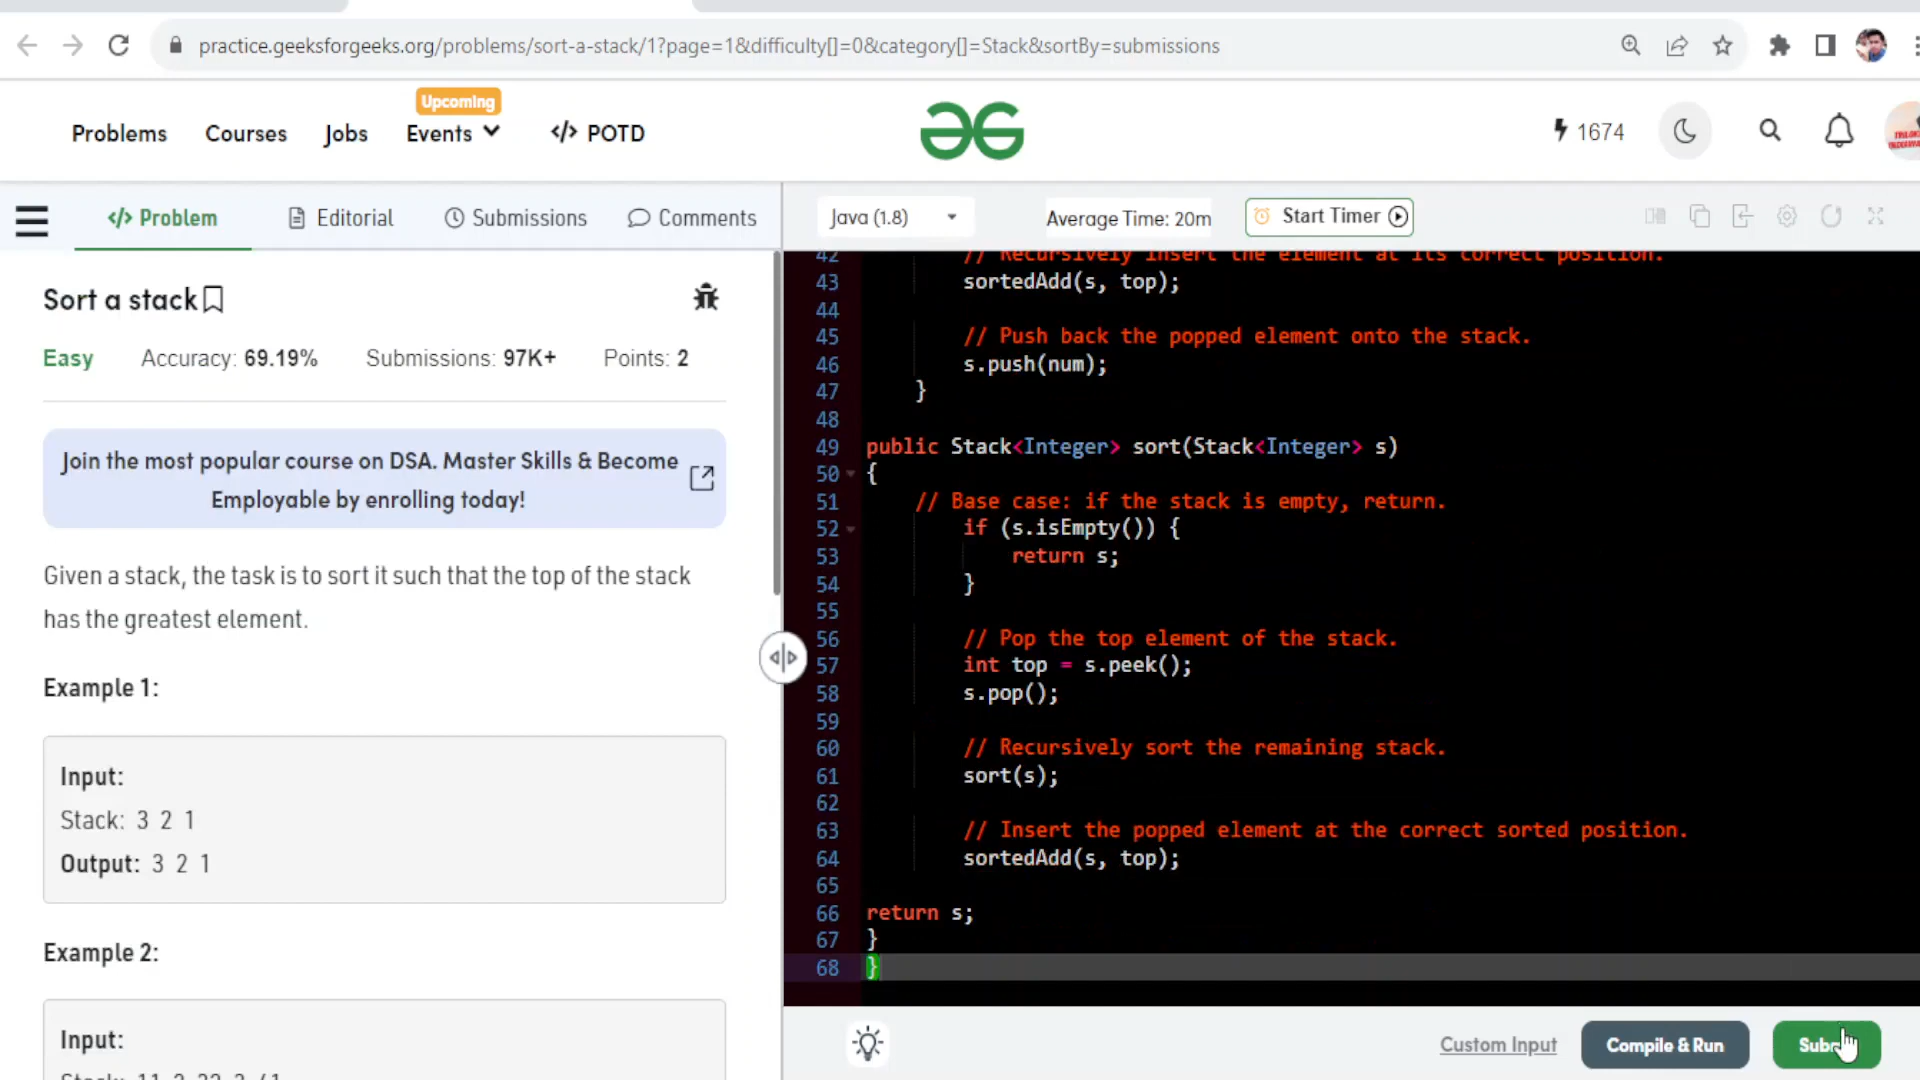 practice.geeksforgeeks.org/problems/sort-a-stack/1?page=1&difficulty[]=0&category[]=Stack&sortBy=submissions
Problems
Courses
Jobs
Upcoming
Events
</> POTD
1674
</> Problem
Editorial
Submissions
Comments
Java (1.8)
Average Time: 20m
Start Timer
Sort a stack
Easy
Accuracy: 69.19%
Submissions: 97K+
Points: 2
Join the most popular course on DSA. Master Skills & Become
Employable by enrolling today!
Given a stack, the task is to sort it such that the top of the stack
has the greatest element.
Example 1:
Input:
Stack: 3 2 1
Output: 3 2 1
Example 2:
Input:
42 // Recursively insert the element at its correct position.
43 sortedAdd(s, top);
44
45 // Push back the popped element onto the stack.
46 s.push(num);
47 }
48
49 public Stack<Integer> sort(Stack<Integer> s)
50 {
51 // Base case: if the stack is empty, return.
52 if (s.isEmpty()) {
53 return s;
54 }
55
56 // Pop the top element of the stack.
57 int top = s.peek();
58 s.pop();
59
60 // Recursively sort the remaining stack.
61 sort(s);
62
63 // Insert the popped element at the correct sorted position.
64 sortedAdd(s, top);
65
66 return s;
67 }
68 }
Custom Input
Compile & Run